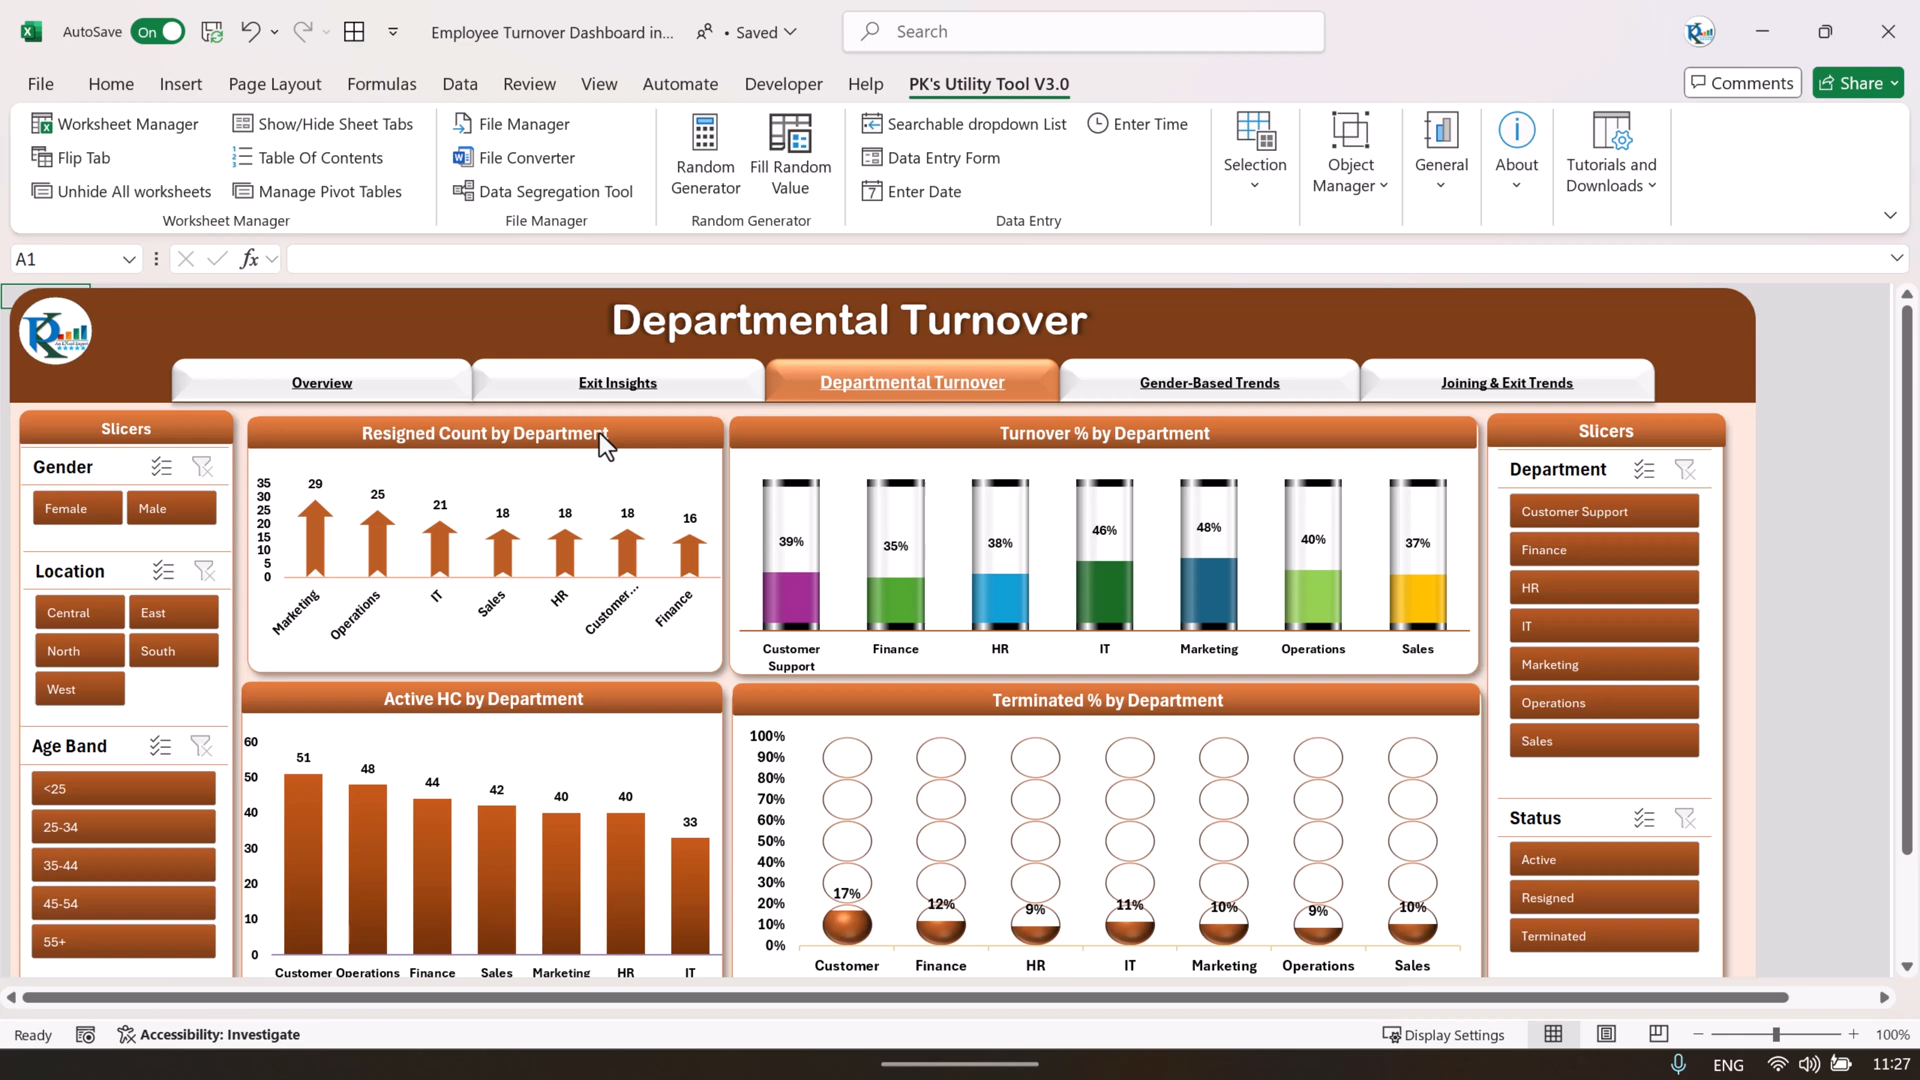 AutoSave On Employee Turnover Dashboard in... • Saved Search
File Home Insert Page Layout Formulas Data Review View Automate Developer Help PK's Utility Tool V3.0 Comments Share
Worksheet Manager Show/Hide Sheet Tabs File Manager Searchable dropdown List Enter Time
Flip Tab Table Of Contents File Converter Random Generator Fill Random Value Data Entry Form Selection Object Manager General About Tutorials and Downloads
Unhide All worksheets Manage Pivot Tables Data Segregation Tool Enter Date
Worksheet Manager File Manager Random Generator Data Entry
A1 fx
Departmental Turnover
Overview Exit Insights Departmental Turnover Gender-Based Trends Joining & Exit Trends
Slicers
Gender
Female Male
Location
Central East
North South
West
Age Band
<25
25-34
35-44
45-54
55+
Resigned Count by Department
35
30
25
20
15
10
5
0
29 25 21 18 18 18 16
Marketing Operations IT Sales HR Customer... Finance
Turnover % by Department
39% 35% 38% 46% 48% 40% 37%
Customer Support Finance HR IT Marketing Operations Sales
Active HC by Department
60
50
40
30
20
10
0
51 48 44 42 40 40 33
Customer Operations Finance Sales Marketing HR IT
Terminated % by Department
100%
90%
80%
70%
60%
50%
40%
30%
20%
10%
0%
17% 12% 9% 11% 10% 9% 10%
Customer Finance HR IT Marketing Operations Sales
Slicers
Department
Customer Support
Finance
HR
IT
Marketing
Operations
Sales
Status
Active
Resigned
Terminated
Ready Accessibility: Investigate Display Settings 100%
ENG 11:27